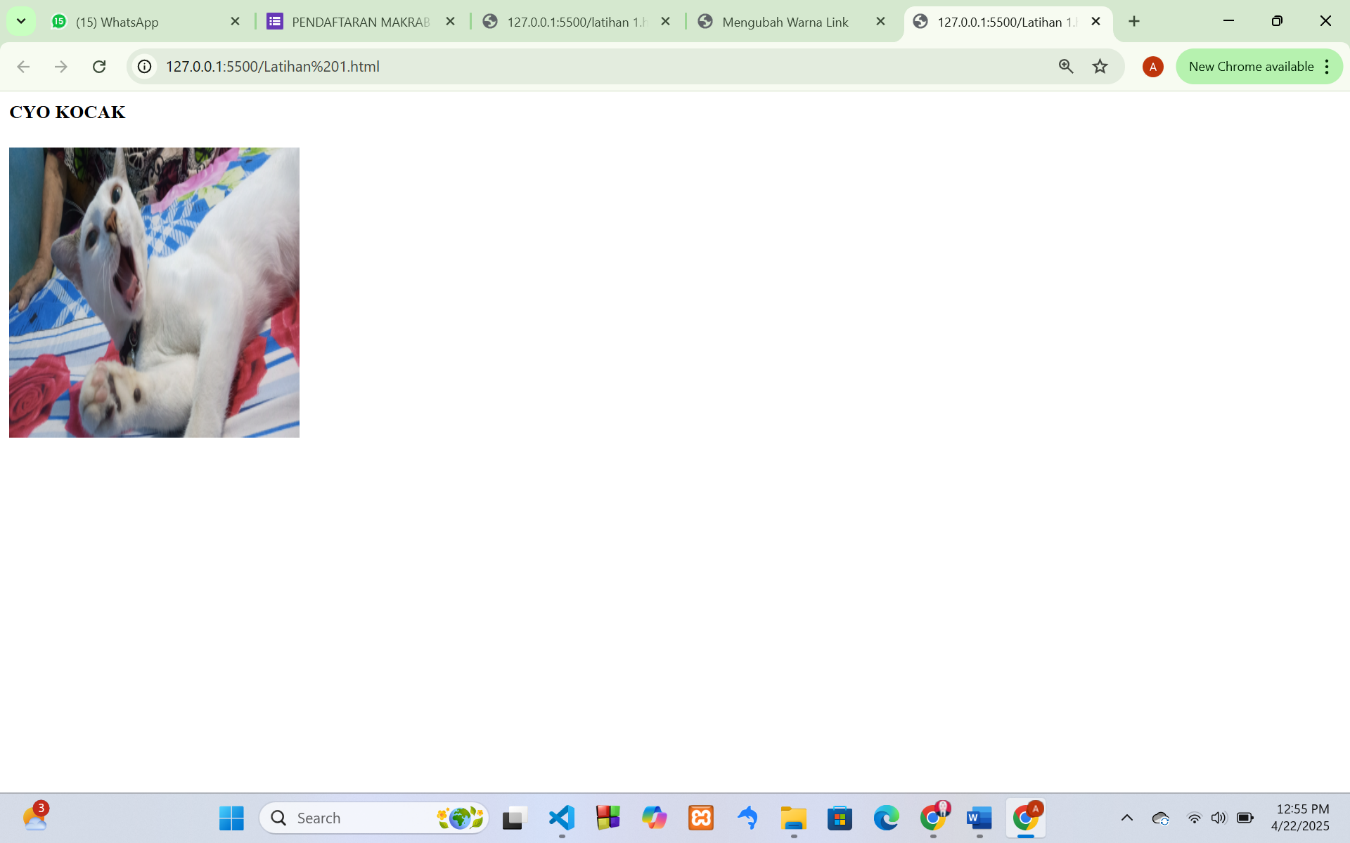 15
(15) WhatsApp
PENDAFTARAN MAKRAB
127.0.0.1:5500/latihan 1.h
Mengubah Warna Link
127.0.0.1:5500/Latihan 1.
127.0.0.1:5500/Latihan%201.html
A
New Chrome available
CYO KOCAK
3
Search
W
A
12:55 PM
4/22/2025